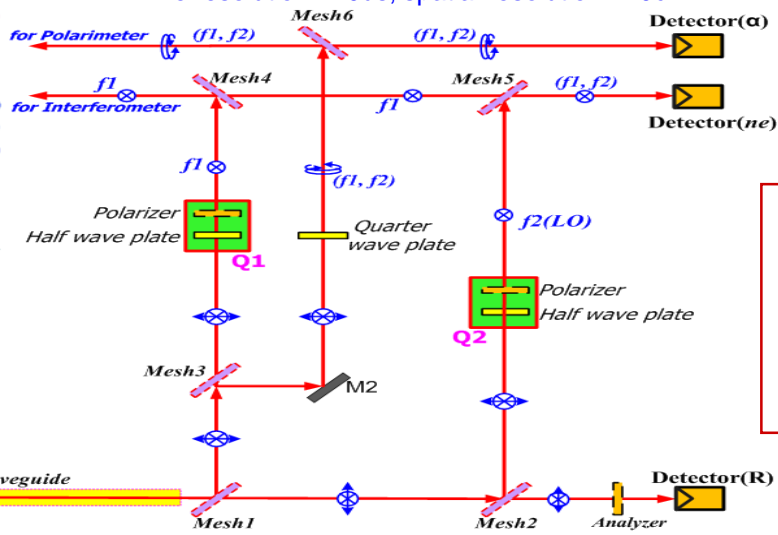 Mesh6
for Polarimeter
(f1, f2)
(f1, f2)
Detector(α)
f1
Mesh4
Mesh5
(f1, f2)
for Interferometer
f1
Detector(ne)
f1
(f1, f2)
Polarizer
Half wave plate
Q1
Quarter
wave plate
f2(LO)
Polarizer
Half wave plate
Q2
Mesh3
M2
Mesh1
Mesh2
Analyzer
Detector(R)